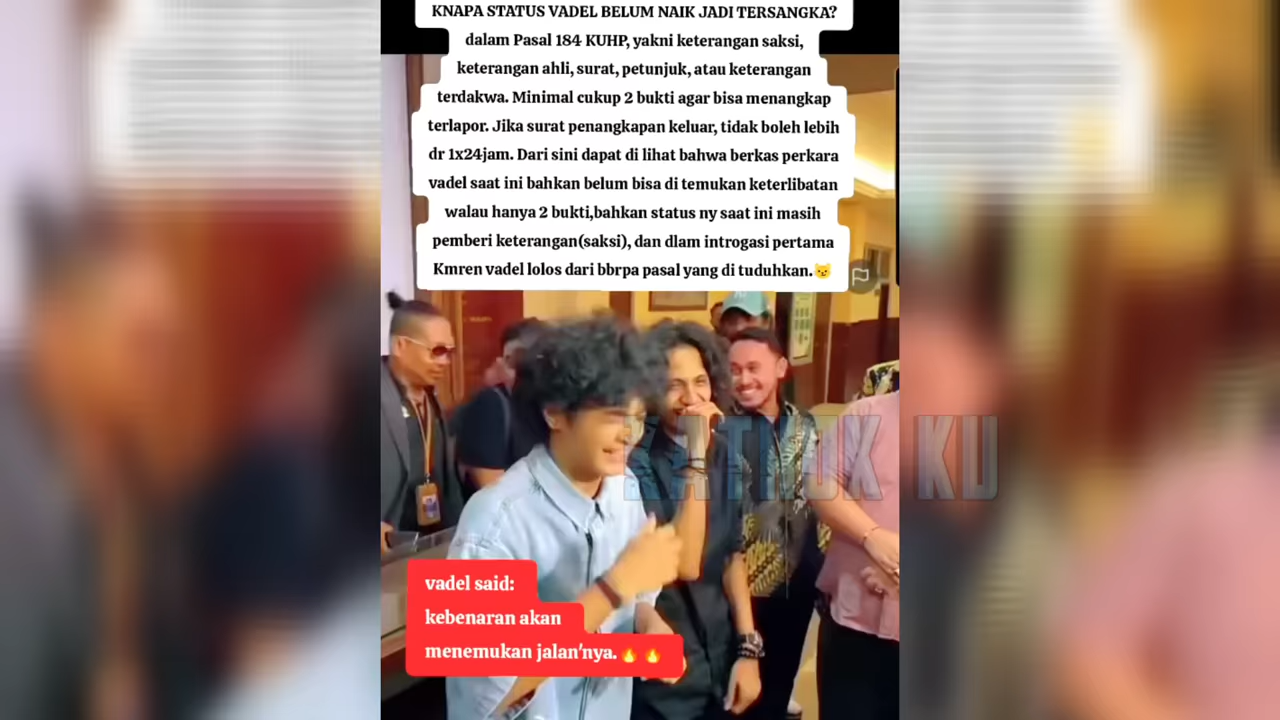 KNAPA STATUS VADEL BELUM NAIK JADI TERSANGKA?
dalam Pasal 184 KUHP, yakni keterangan saksi,
keterangan ahli, surat, petunjuk, atau keterangan
terdakwa. Minimal cukup 2 bukti agar bisa menangkap
terlapor. Jika surat penangkapan keluar, tidak boleh lebih
dr 1x24jam. Dari sini dapat di lihat bahwa berkas perkara
vadel saat ini bahkan belum bisa di temukan keterlibatan
walau hanya 2 bukti,bahkan status ny saat ini masih
pemberi keterangan(saksi), dan dlam introgasi pertama
Kmren vadel lolos dari bbrpa pasal yang di tuduhkan.😼
KATHOK KU
vadel said:
kebenaran akan
menemukan jalan'nya.🔥🔥